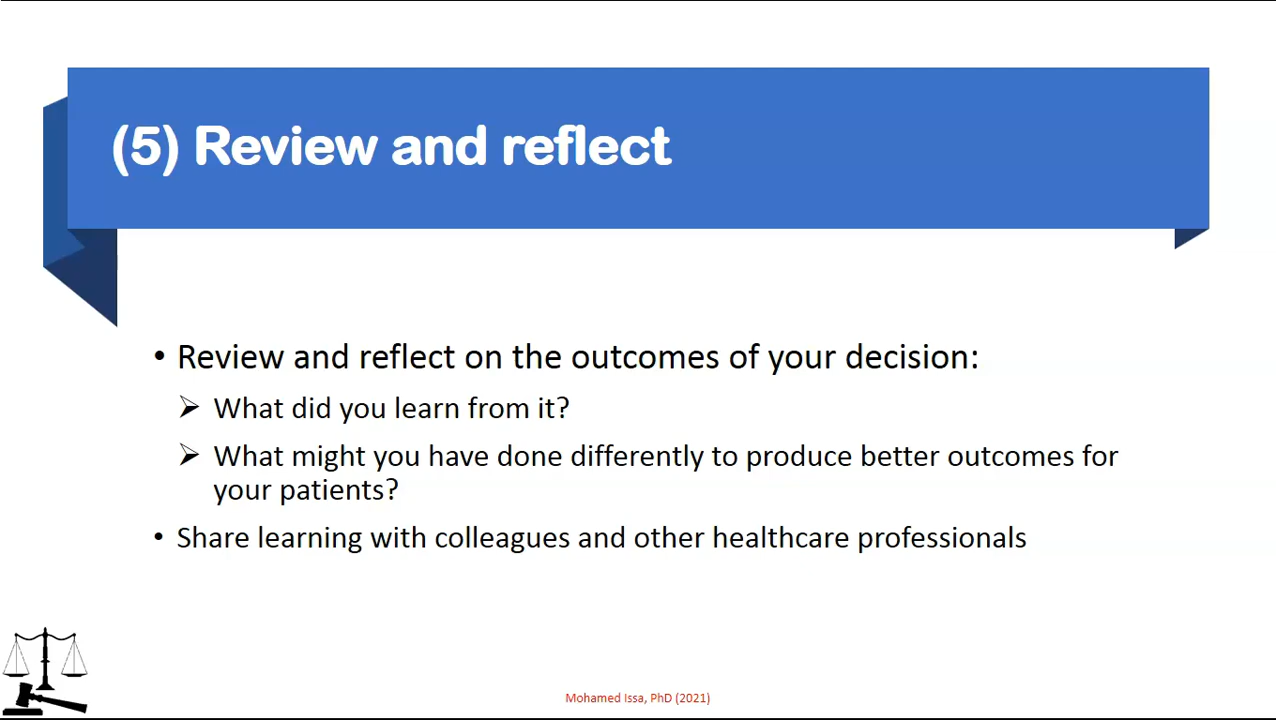 (5) Review and reflect
• Review and reflect on the outcomes of your decision:
➢ What did you learn from it?
➢ What might you have done differently to produce better outcomes for
your patients?
• Share learning with colleagues and other healthcare professionals
Mohamed Issa, PhD (2021)